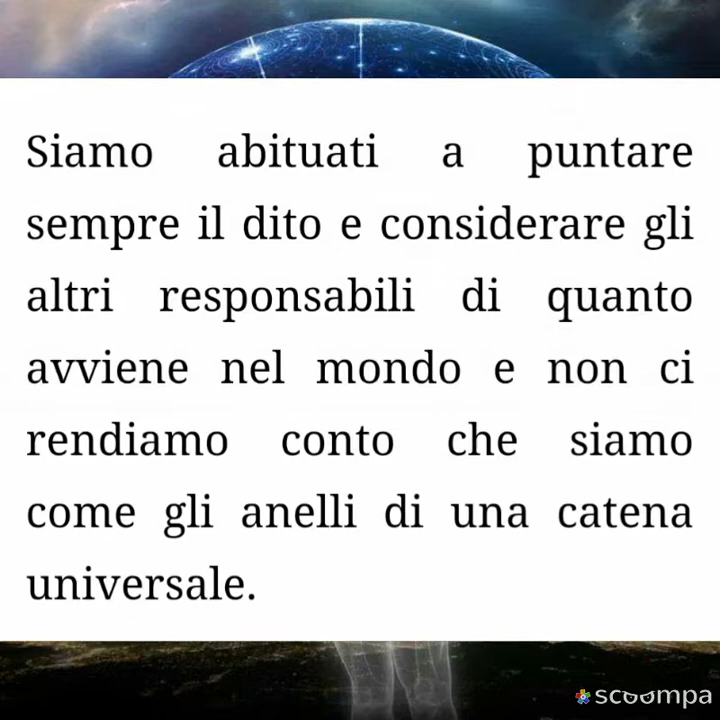 Siamo abituati a puntare
sempre il dito e considerare gli
altri responsabili di quanto
avviene nel mondo e non ci
rendiamo conto che siamo
come gli anelli di una catena
universale.
scoompa